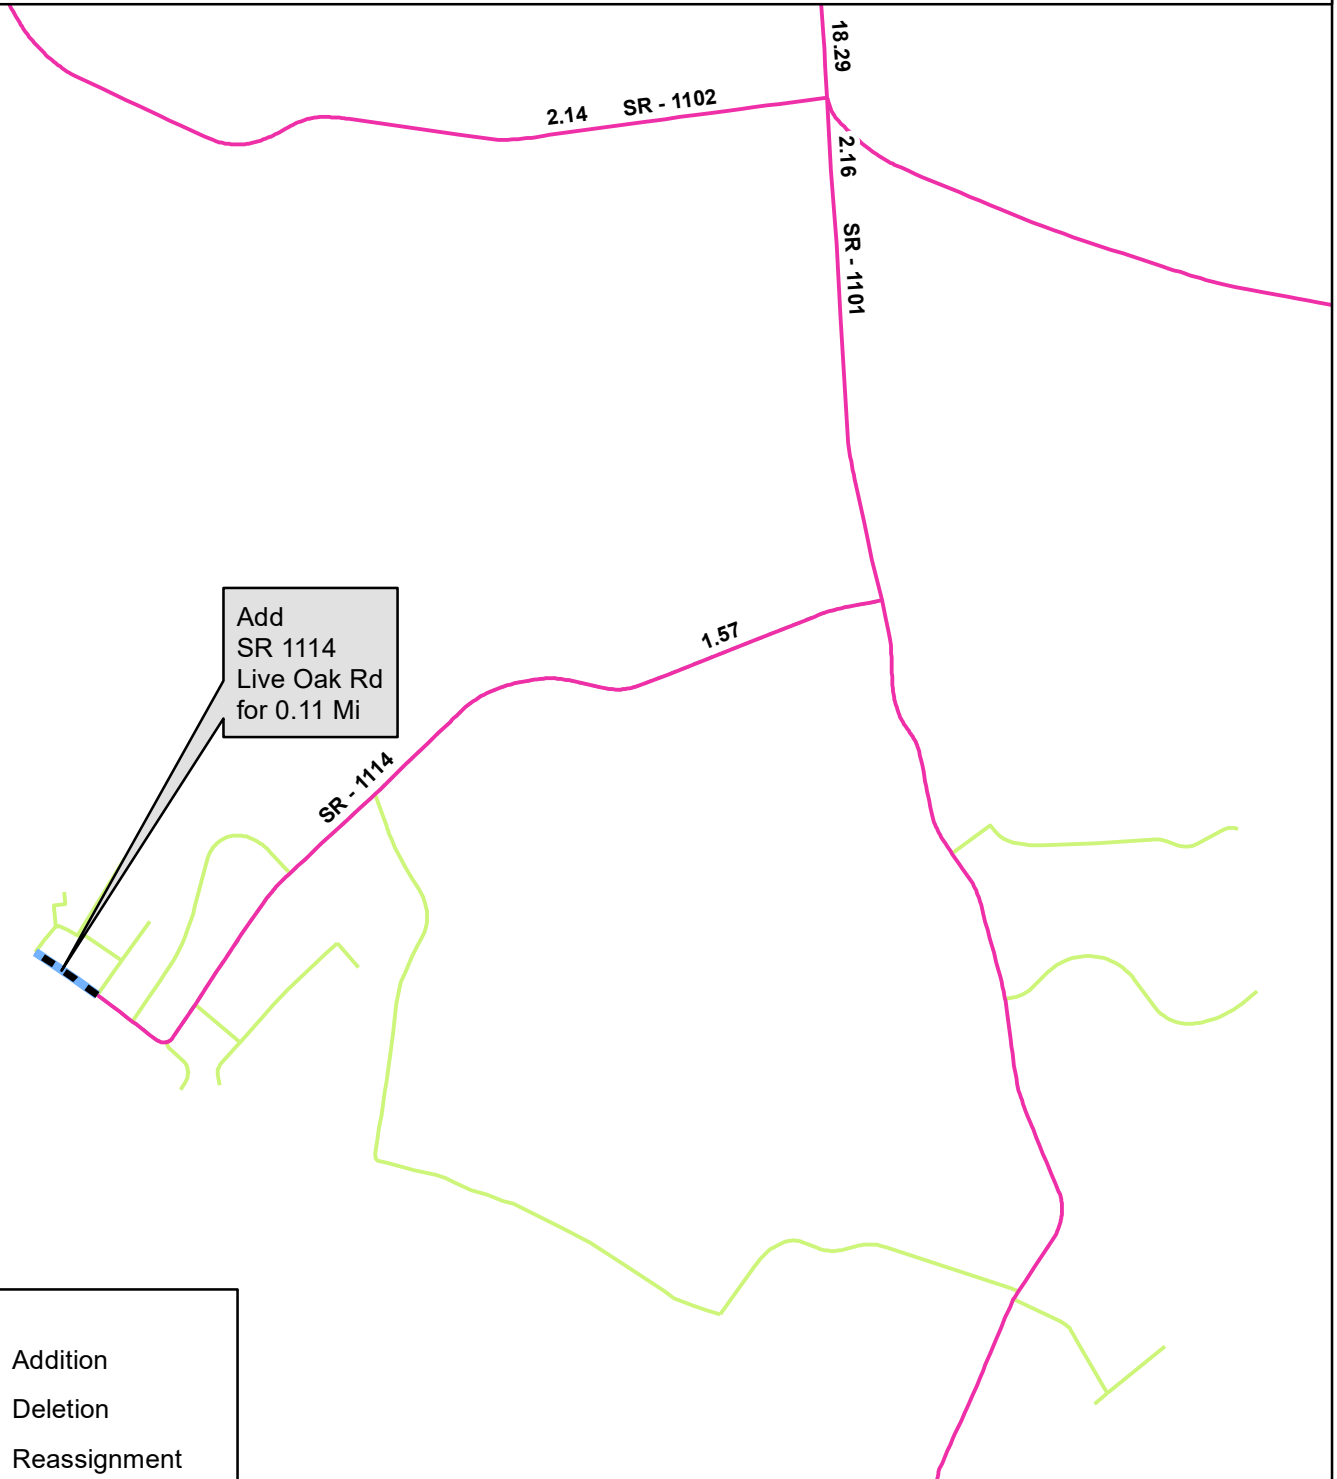 18.29
2.14 SR - 1102
2.16
SR - 1101
Add
SR 1114
Live Oak Rd
for 0.11 Mi
1.57
SR - 1114
Addition
Deletion
Reassignment